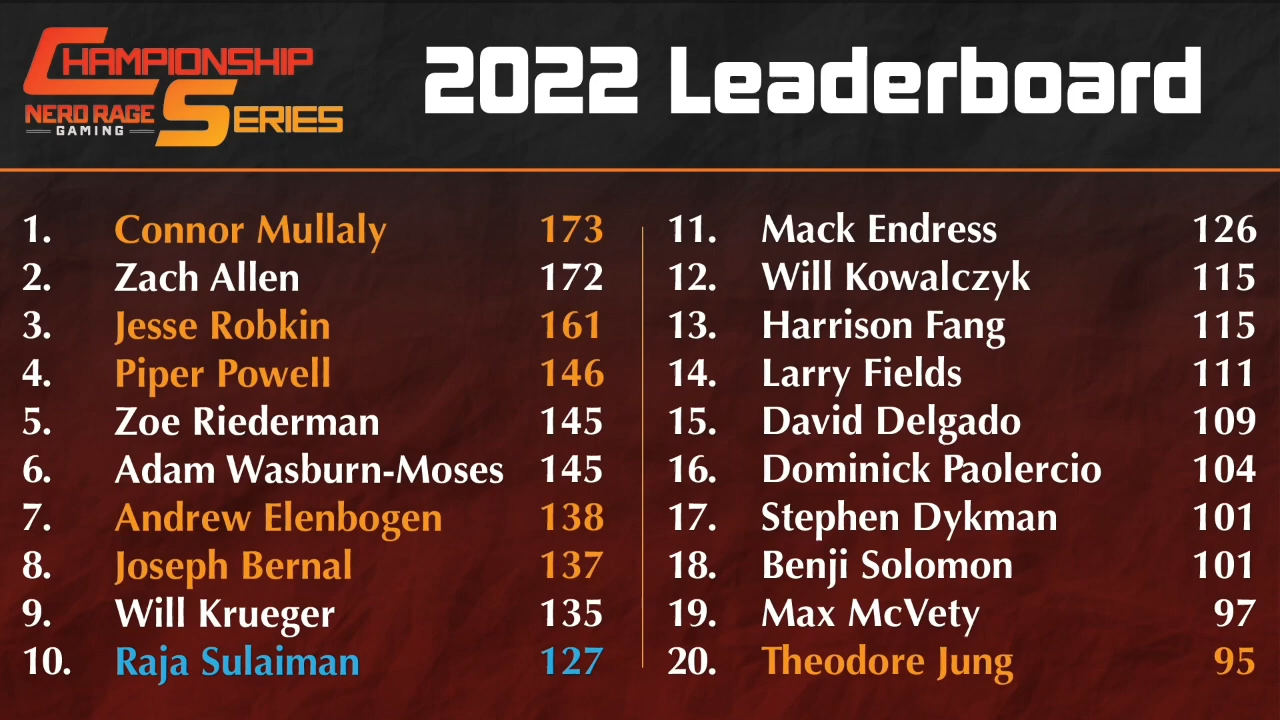 CHAMPIONSHIP
SERIES
NERD RAGE
GAMING
2022 Leaderboard
1. Connor Mullaly 173
2. Zach Allen 172
3. Jesse Robkin 161
4. Piper Powell 146
5. Zoe Riederman 145
6. Adam Wasburn-Moses 145
7. Andrew Elenbogen 138
8. Joseph Bernal 137
9. Will Krueger 135
10. Raja Sulaiman 127
11. Mack Endress 126
12. Will Kowalczyk 115
13. Harrison Fang 115
14. Larry Fields 111
15. David Delgado 109
16. Dominick Paolercio 104
17. Stephen Dykman 101
18. Benji Solomon 101
19. Max McVety 97
20. Theodore Jung 95